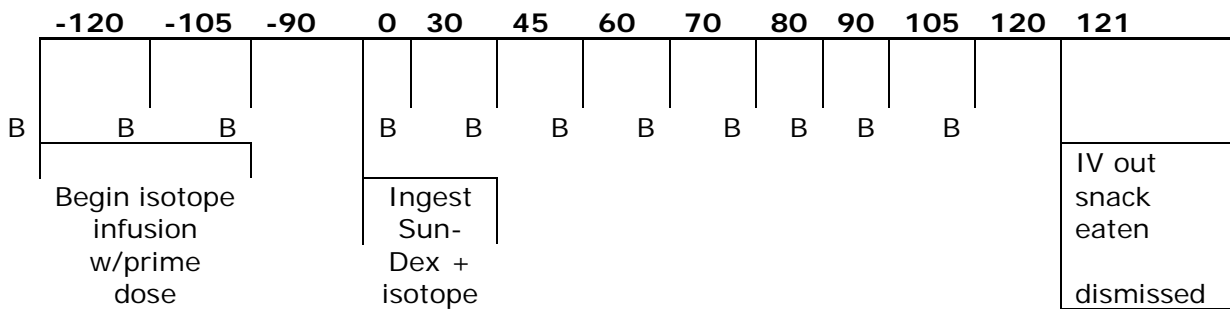 -120 -105 -90 0 30 45 60 70 80 90 105 120 121
B B B B B B B B B B B
Begin isotope
infusion
w/prime
dose
Ingest
Sun-
Dex +
isotope
IV out
snack
eaten
dismissed